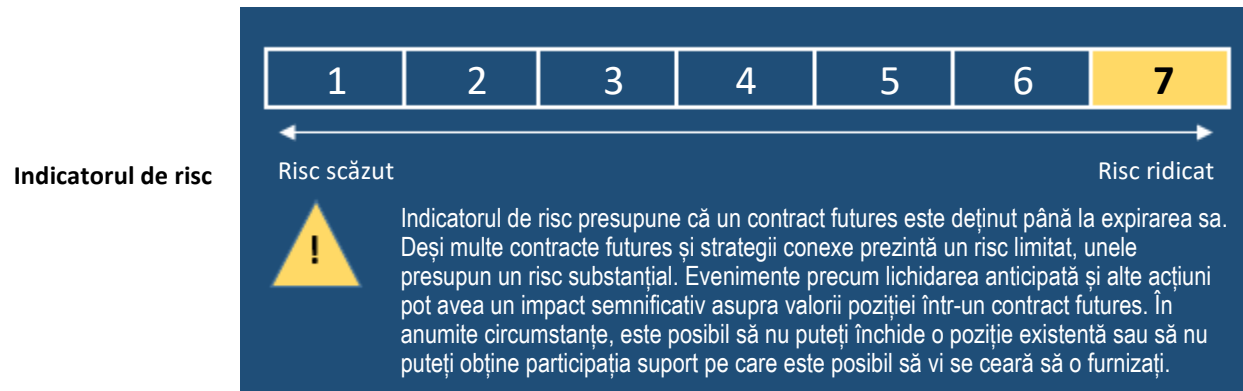 1 2 3 4 5 6 7
Indicatorul de risc
Risc scăzut Risc ridicat
!
Indicatorul de risc presupune că un contract futures este deținut până la expirarea sa.
Deși multe contracte futures și strategii conexe prezintă un risc limitat, unele
presupun un risc substanțial. Evenimente precum lichidarea anticipată și alte acțiuni
pot avea un impact semnificativ asupra valorii poziției într-un contract futures. În
anumite circumstanțe, este posibil să nu puteți închide o poziție existentă sau să nu
puteți obține participația suport pe care este posibil să vi se ceară să o furnizați.